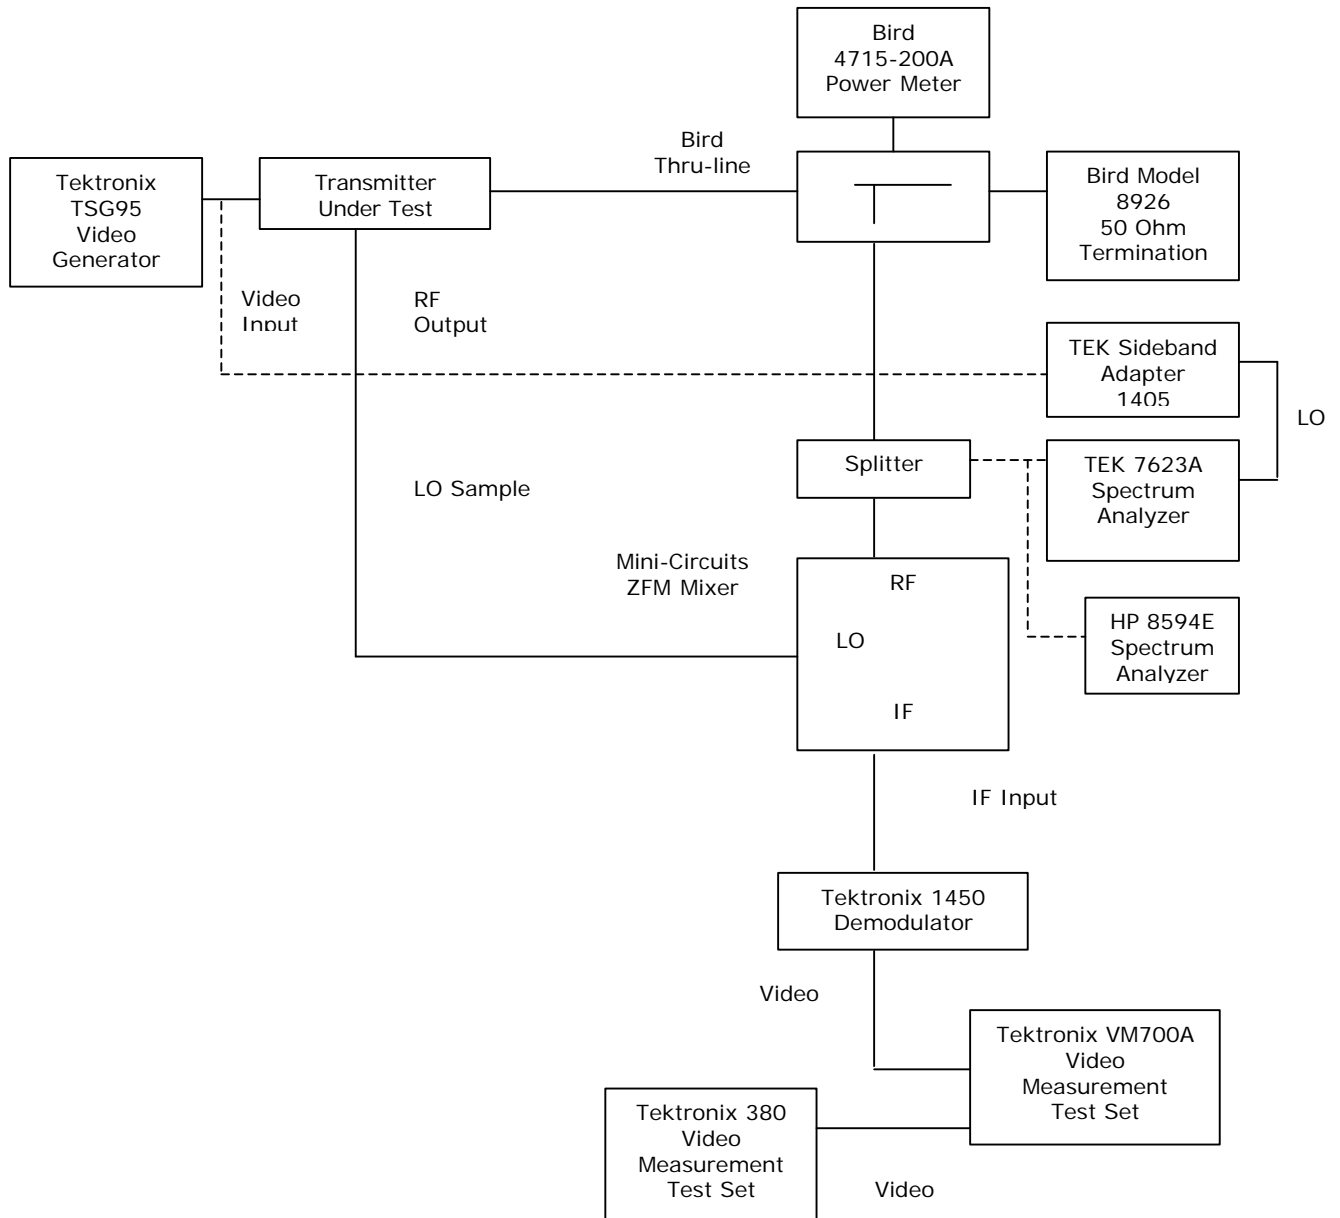 Bird
4715-200A
Power Meter
Bird
Thru-line
Tektronix
TSG95
Video
Generator
Transmitter
Under Test
Bird Model
8926
50 Ohm
Termination
Video
Input
RF
Output
TEK Sideband
Adapter
1405
LO
Splitter
TEK 7623A
Spectrum
Analyzer
LO Sample
Mini-Circuits
ZFM Mixer
RF
LO
IF
HP 8594E
Spectrum
Analyzer
IF Input
Tektronix 1450
Demodulator
Video
Tektronix VM700A
Video
Measurement
Test Set
Tektronix 380
Video
Measurement
Test Set
Video